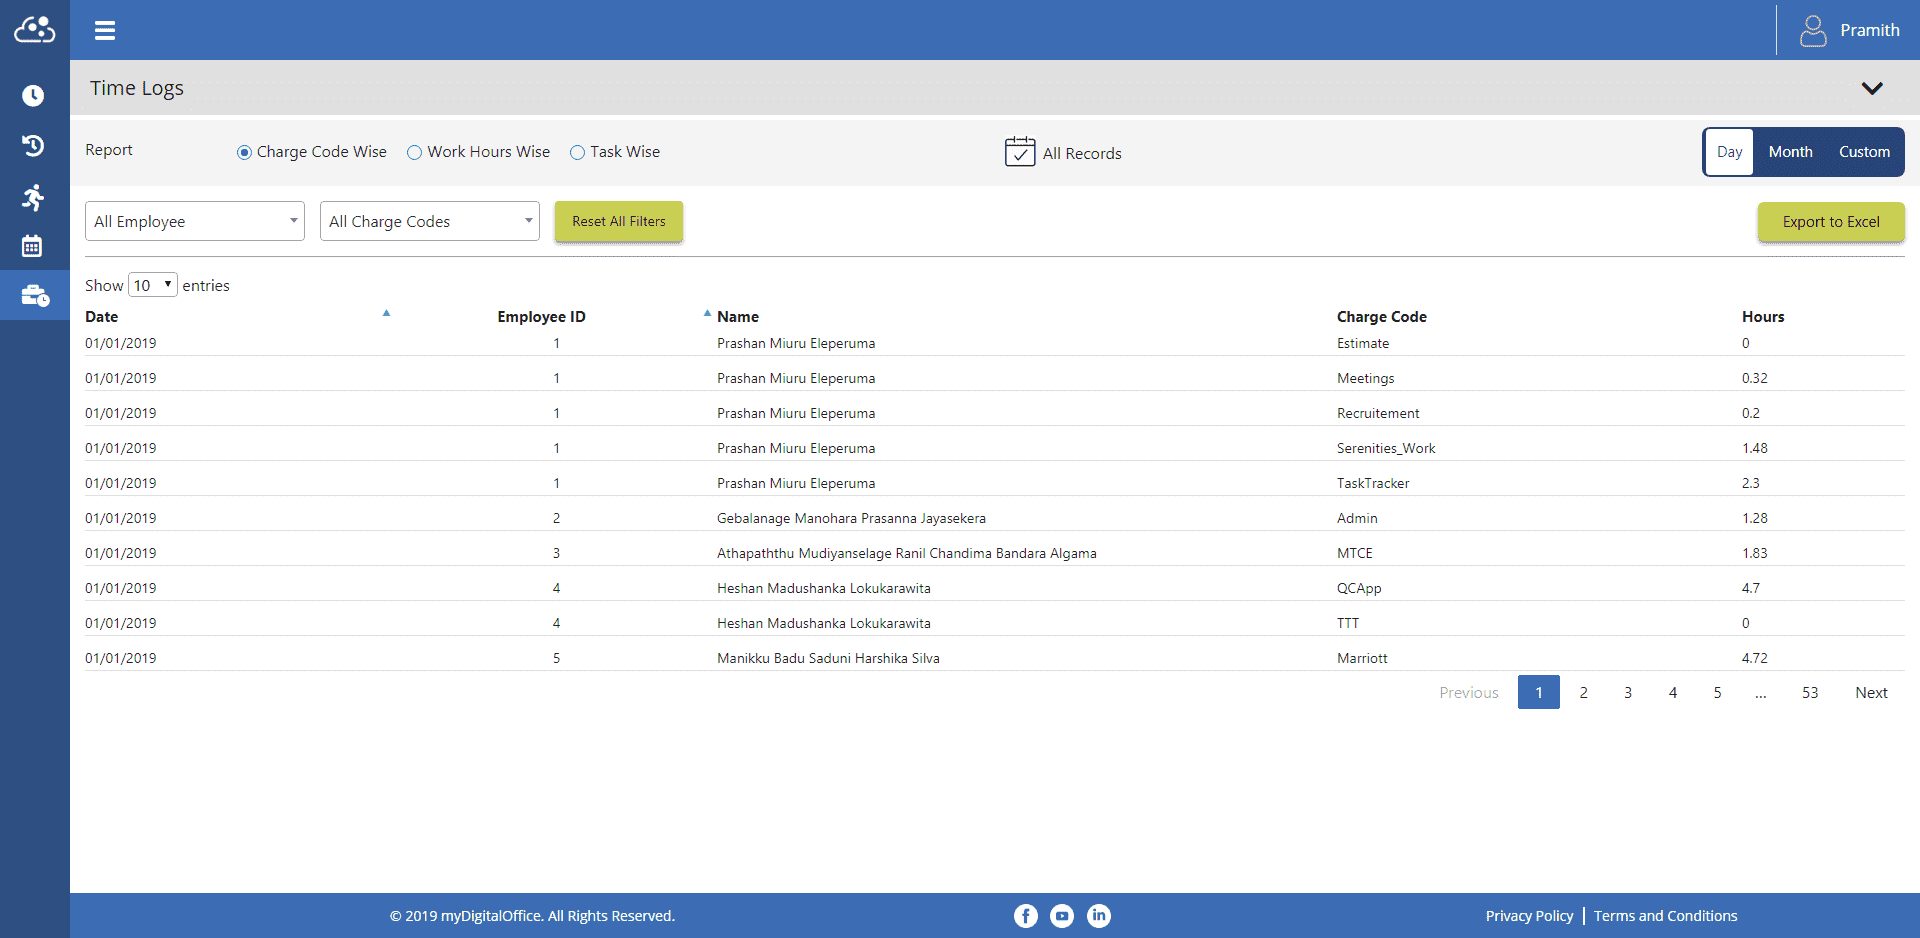 Pramith
Time Logs
Report Charge Code Wise Work Hours Wise Task Wise All Records Day Month Custom
All Employee All Charge Codes Reset All Filters Export to Excel
Show 10 entries
Date Employee ID Name Charge Code Hours
01/01/2019 1 Prashan Miuru Eleperuma Estimate 0
01/01/2019 1 Prashan Miuru Eleperuma Meetings 0.32
01/01/2019 1 Prashan Miuru Eleperuma Recruitement 0.2
01/01/2019 1 Prashan Miuru Eleperuma Serenities_Work 1.48
01/01/2019 1 Prashan Miuru Eleperuma TaskTracker 2.3
01/01/2019 2 Gebalanage Manohara Prasanna Jayasekera Admin 1.28
01/01/2019 3 Athapaththu Mudiyanselage Ranil Chandima Bandara Algama MTCE 1.83
01/01/2019 4 Heshan Madushanka Lokukarawita QCApp 4.7
01/01/2019 4 Heshan Madushanka Lokukarawita TTT 0
01/01/2019 5 Manikku Badu Saduni Harshika Silva Marriott 4.72
Previous 1 2 3 4 5 ... 53 Next
© 2019 myDigitalOffice. All Rights Reserved. Privacy Policy | Terms and Conditions